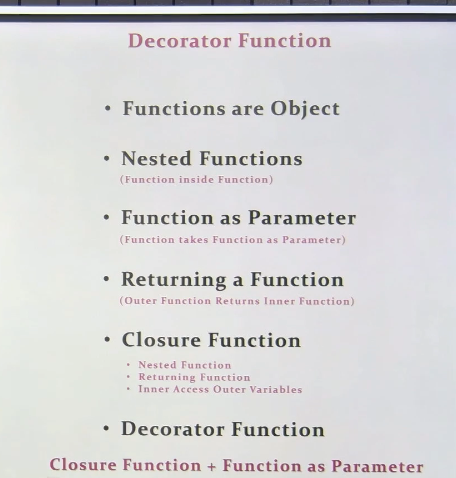 Decorator Function
• Functions are Object
• Nested Functions
(Function inside Function)
• Function as Parameter
(Function takes Function as Parameter)
• Returning a Function
(Outer Function Returns Inner Function)
• Closure Function
• Nested Function
• Returning Function
• Inner Access Outer Variables
• Decorator Function
Closure Function + Function as Parameter